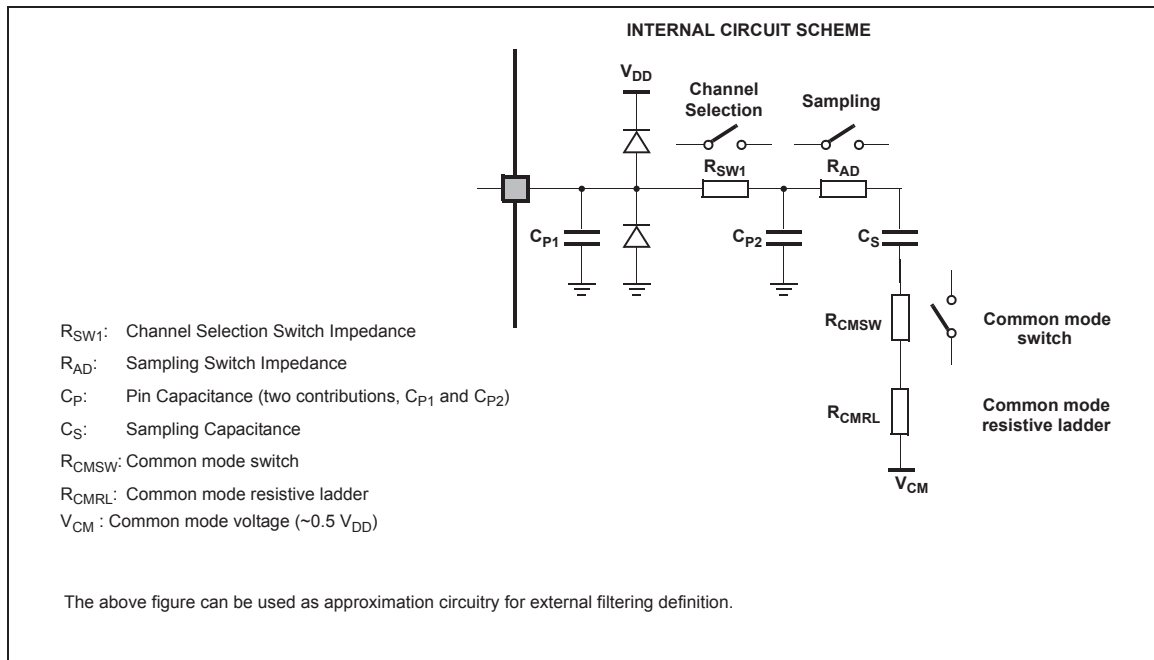 INTERNAL CIRCUIT SCHEME
VDD
Channel
Selection
Sampling
RSW1
RAD
CP1
CP2
CS
RCMSW
Common mode
switch
RCMRL
Common mode
resistive ladder
VCM
RSW1: Channel Selection Switch Impedance
RAD: Sampling Switch Impedance
CP: Pin Capacitance (two contributions, CP1 and CP2)
CS: Sampling Capacitance
RCMSW: Common mode switch
RCMRL: Common mode resistive ladder
VCM : Common mode voltage (~0.5 VDD)
The above figure can be used as approximation circuitry for external filtering definition.